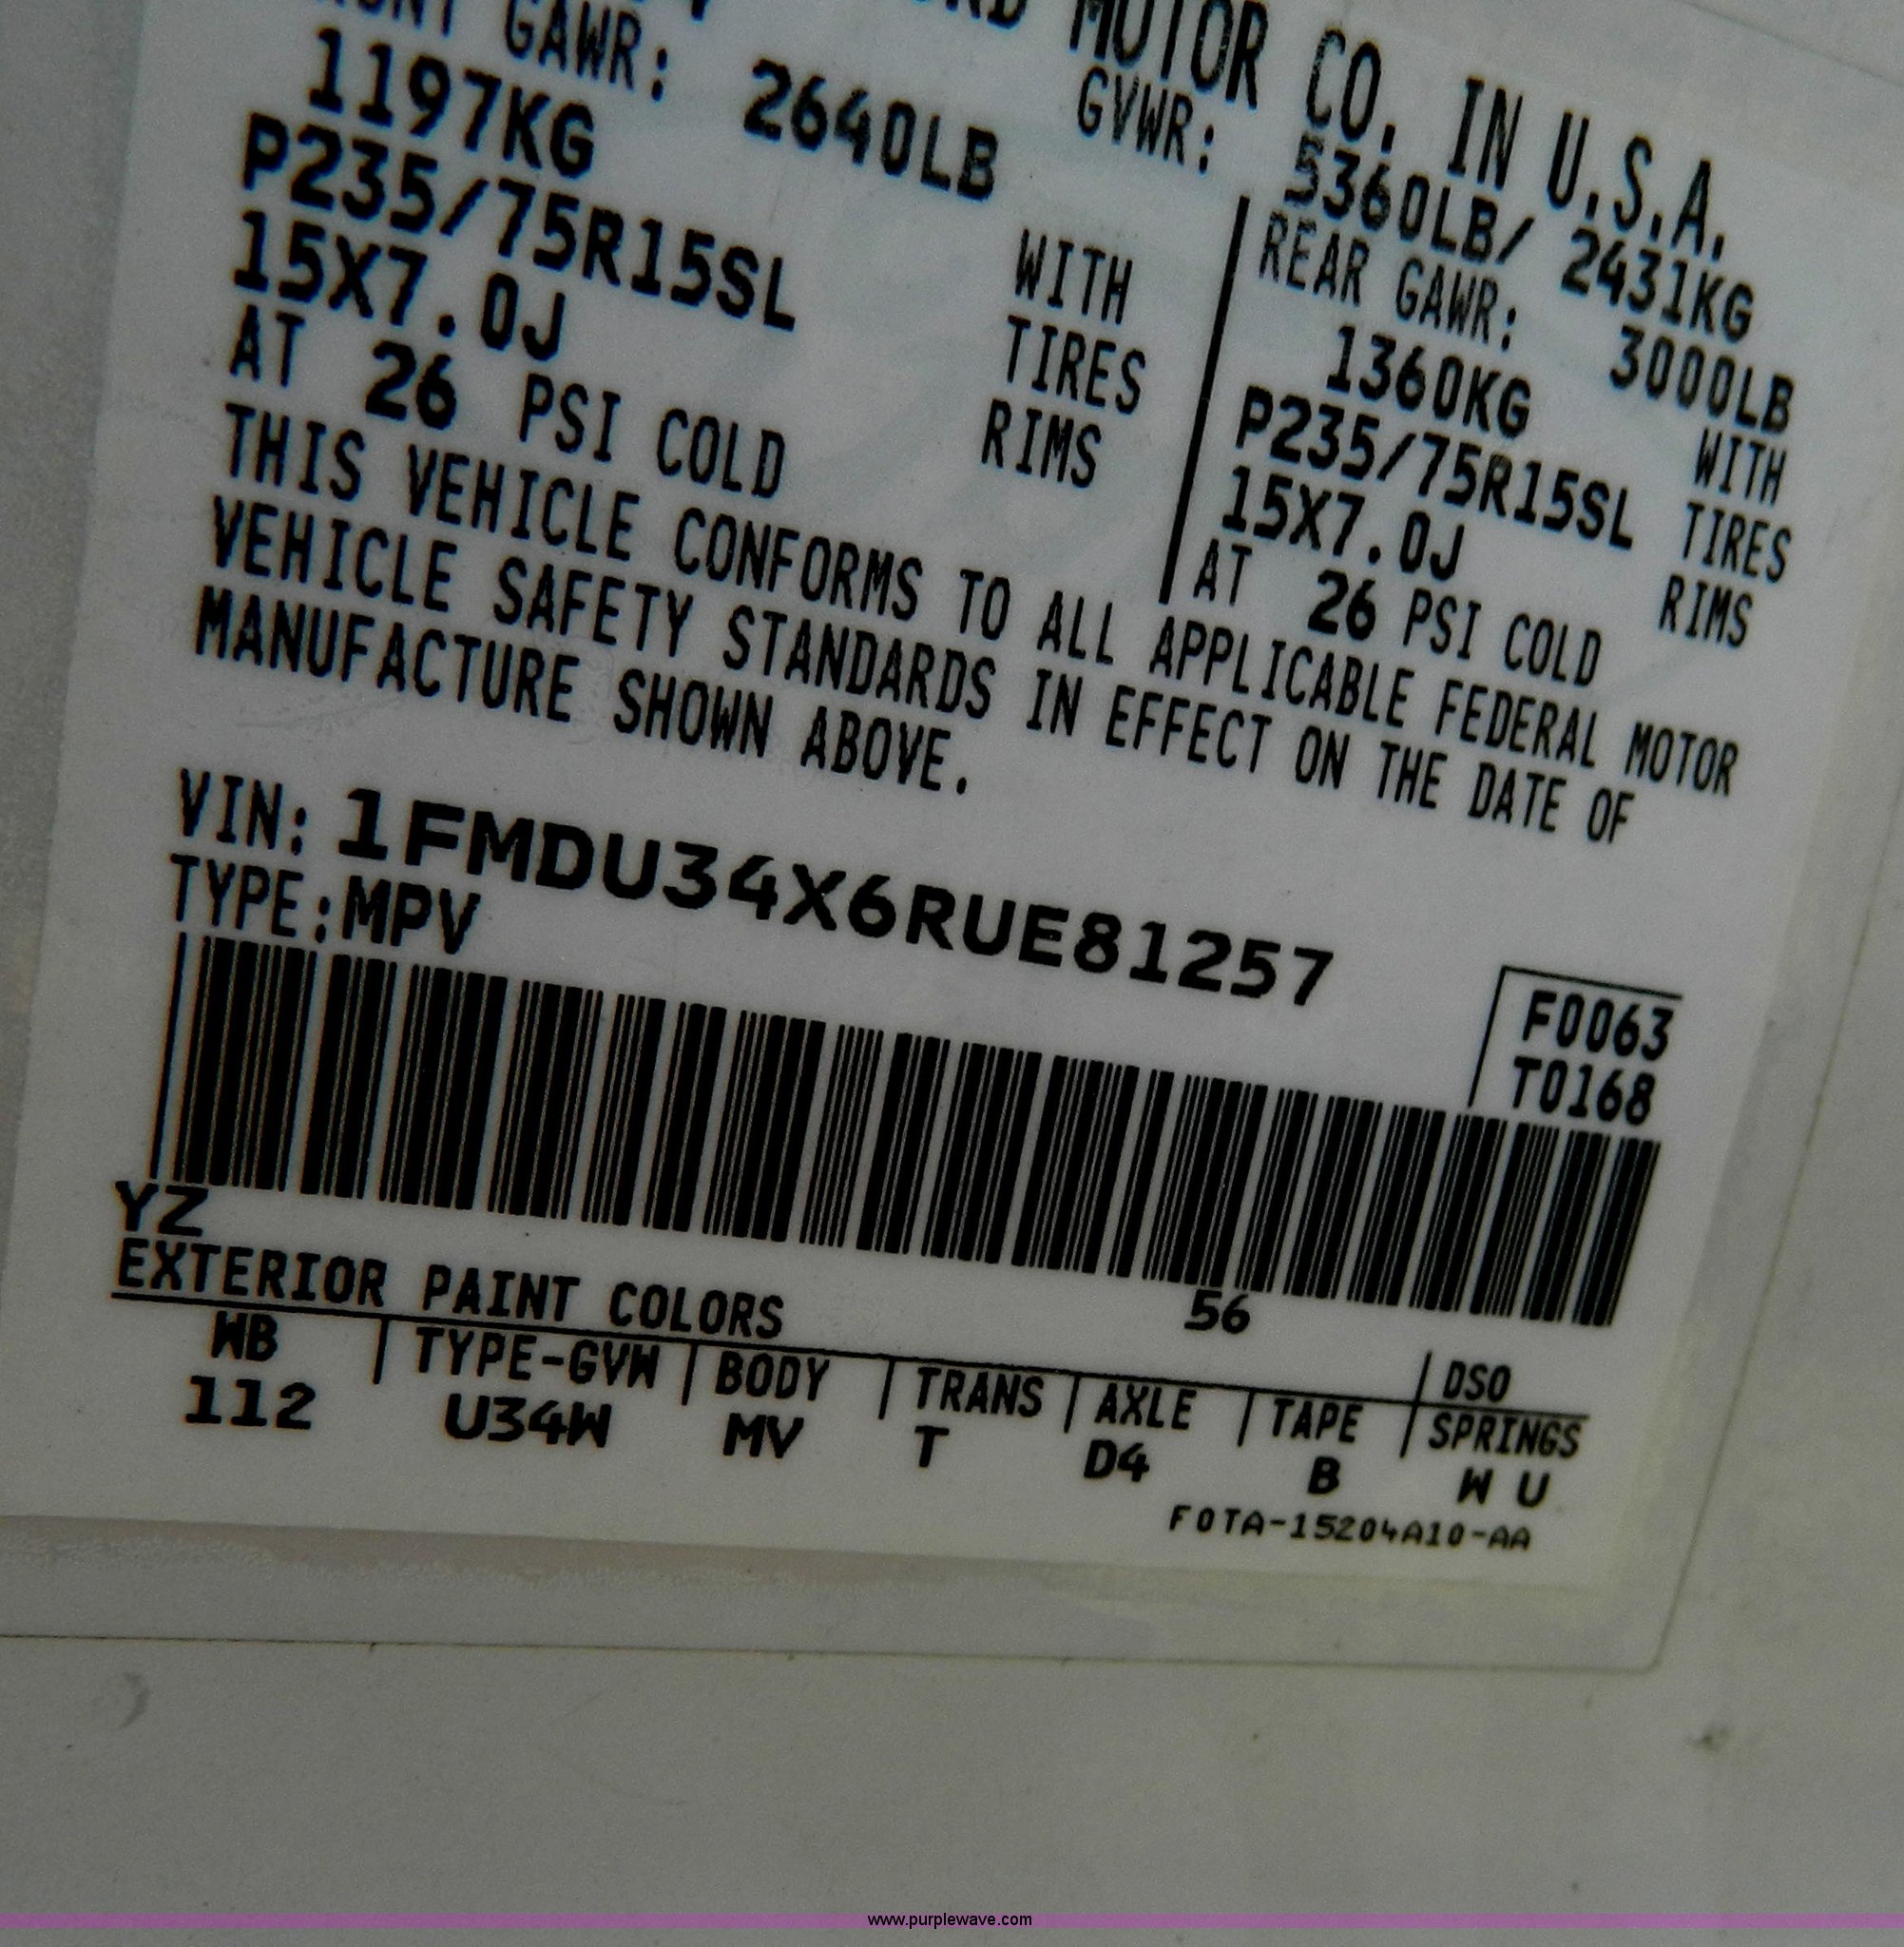 MOTOR CO. IN U.S.A.
GAWR: 2640LB GVWR: 5360LB/ 2431KG
1197KG WITH
P235/75R15SL TIRES
15X7.0J RIMS
AT 26 PSI COLD
REAR GAWR: 3000LB
1360KG WITH
P235/75R15SL TIRES
15X7.0J RIMS
AT 26 PSI COLD
THIS VEHICLE CONFORMS TO ALL APPLICABLE FEDERAL MOTOR
VEHICLE SAFETY STANDARDS IN EFFECT ON THE DATE OF
MANUFACTURE SHOWN ABOVE.
VIN: 1FMDU34X6RUE81257
TYPE:MPV
F0063
T0168
YZ
EXTERIOR PAINT COLORS 56 DSO
WB TYPE-GVW BODY TRANS AXLE TAPE SPRINGS
112 U34W MV T D4 B W U
F0TA-15204A10-AA
www.purplewave.com